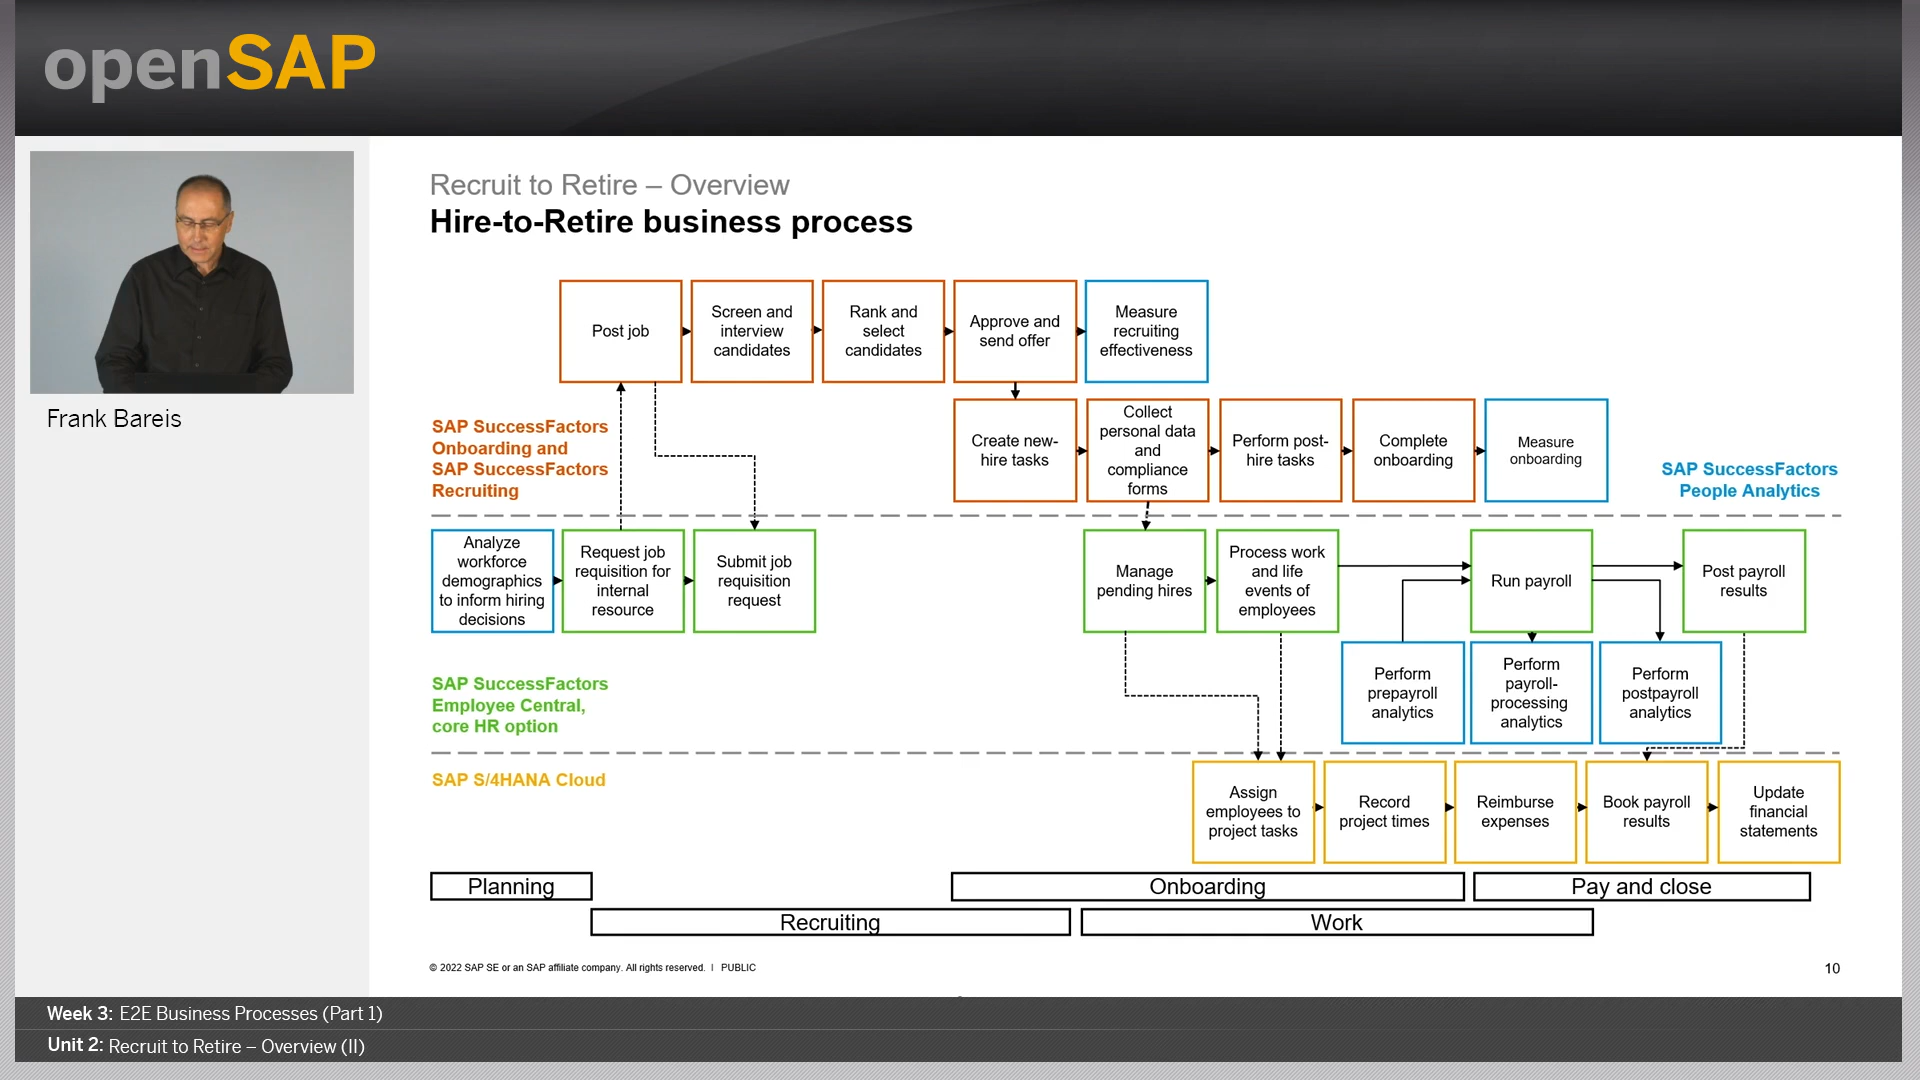 openSAP
Frank Bareis
Recruit to Retire – Overview
Hire-to-Retire business process
Post job
Screen and
interview
candidates
Rank and
select
candidates
Approve and
send offer
Measure
recruiting
effectiveness
SAP SuccessFactors
Onboarding and
SAP SuccessFactors
Recruiting
Create new-
hire tasks
Collect
personal data
and
compliance
forms
Perform post-
hire tasks
Complete
onboarding
Measure
onboarding
SAP SuccessFactors
People Analytics
Analyze
workforce
demographics
to inform hiring
decisions
Request job
requisition for
internal
resource
Submit job
requisition
request
Manage
pending hires
Process work
and life
events of
employees
Run payroll
Post payroll
results
Perform
prepayroll
analytics
Perform
payroll-
processing
analytics
Perform
postpayroll
analytics
SAP SuccessFactors
Employee Central,
core HR option
SAP S/4HANA Cloud
Assign
employees to
project tasks
Record
project times
Reimburse
expenses
Book payroll
results
Update
financial
statements
Planning
Onboarding
Pay and close
Recruiting
Work
© 2022 SAP SE or an SAP affiliate company. All rights reserved. | PUBLIC
10
Week 3: E2E Business Processes (Part 1)
Unit 2: Recruit to Retire – Overview (II)